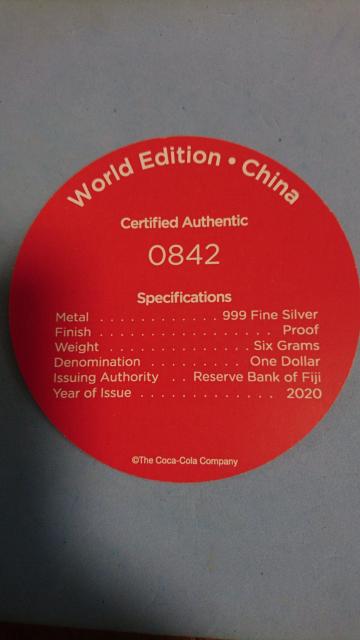 World Edition • China
Certified Authentic
0842
Specifications
Metal . . . . . . . . . . . . 999 Fine Silver
Finish . . . . . . . . . . . . . . . . . . Proof
Weight . . . . . . . . . . . . . . . Six Grams
Denomination . . . . . . . . . One Dollar
Issuing Authority . . Reserve Bank of Fiji
Year of Issue . . . . . . . . . . . . . 2020
©The Coca-Cola Company